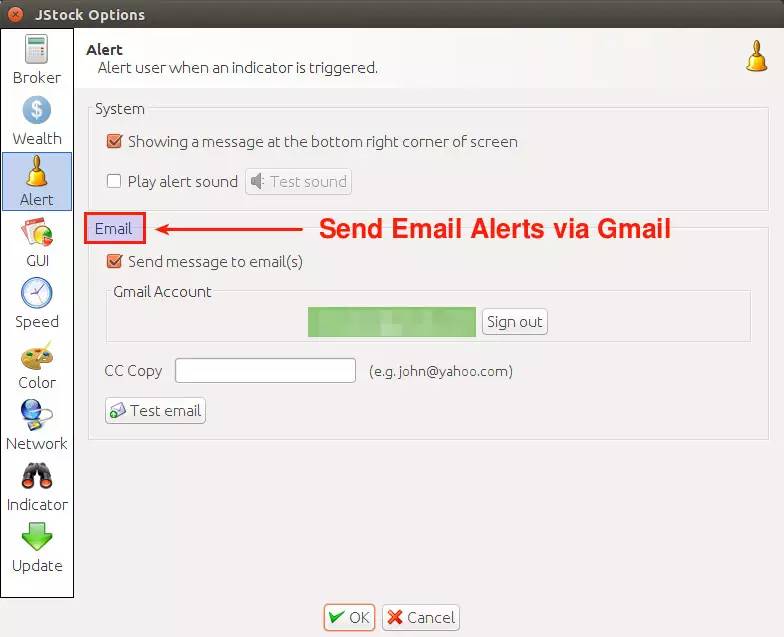 JStock Options
Broker
Wealth
Alert
GUI
Speed
Color
Network
Indicator
Update
Alert
Alert user when an indicator is triggered.
System
Showing a message at the bottom right corner of screen
Play alert sound Test sound
Email Send Email Alerts via Gmail
Send message to email(s)
Gmail Account
Sign out
CC Copy (e.g. john@yahoo.com)
Test email
OK Cancel